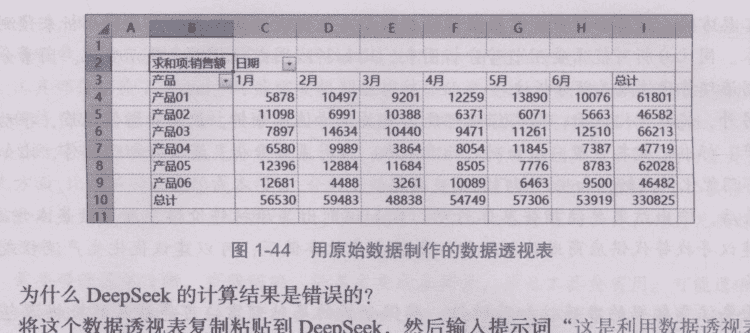 B C D E F G H I
1
2 求和项:销售额 日期
3 产品 1月 2月 3月 4月 5月 6月 总计
4 产品01 5878 10497 9201 12259 13890 10076 61801
5 产品02 11098 6991 10388 6371 6071 5663 46582
6 产品03 7897 14634 10440 9471 11261 12510 66213
7 产品04 6580 9989 3864 8054 11845 7387 47719
8 产品05 12396 12884 11684 8505 7776 8783 62028
9 产品06 12681 4488 3261 10089 6463 9500 46482
10 总计 56530 59483 48838 54749 57306 53919 330825
11
图 1-44 用原始数据制作的数据透视表
为什么 DeepSeek 的计算结果是错误的?
将这个数据透视表复制粘贴到 DeepSeek，然后输入提示词“这是利用数据透视